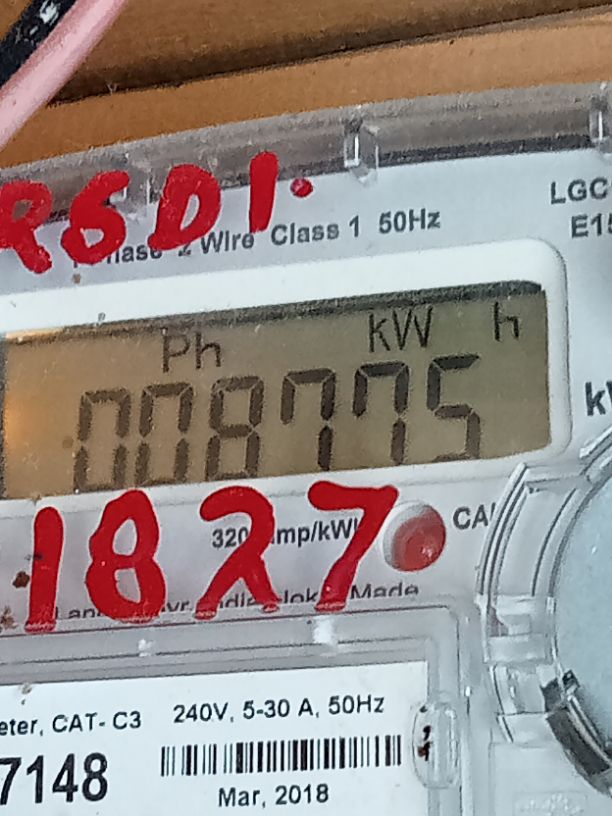 RSD1.
LGC
Phase 2 Wire Class 1 50Hz
E15
Ph kW h
008775
1827
320 imp/kWh
CA
Made
eter, CAT- C3 240V, 5-30 A, 50Hz
7148
Mar, 2018